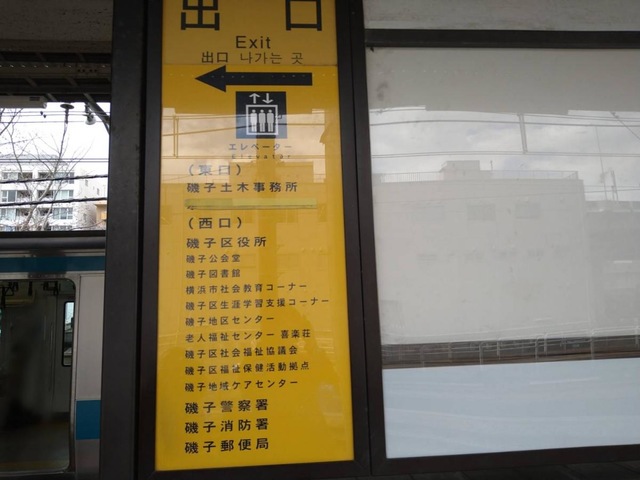 出口
Exit
出口 나가는 곳
エレベーター
Elevator
(東口)
磯子土木事務所
(西口)
磯子区役所
磯子公会堂
磯子図書館
横浜市社会教育コーナー
磯子区生涯学習支援コーナー
磯子地区センター
老人福祉センター 喜楽荘
磯子区社会福祉協議会
磯子区福祉保健活動拠点
磯子地域ケアセンター
磯子警察署
磯子消防署
磯子郵便局